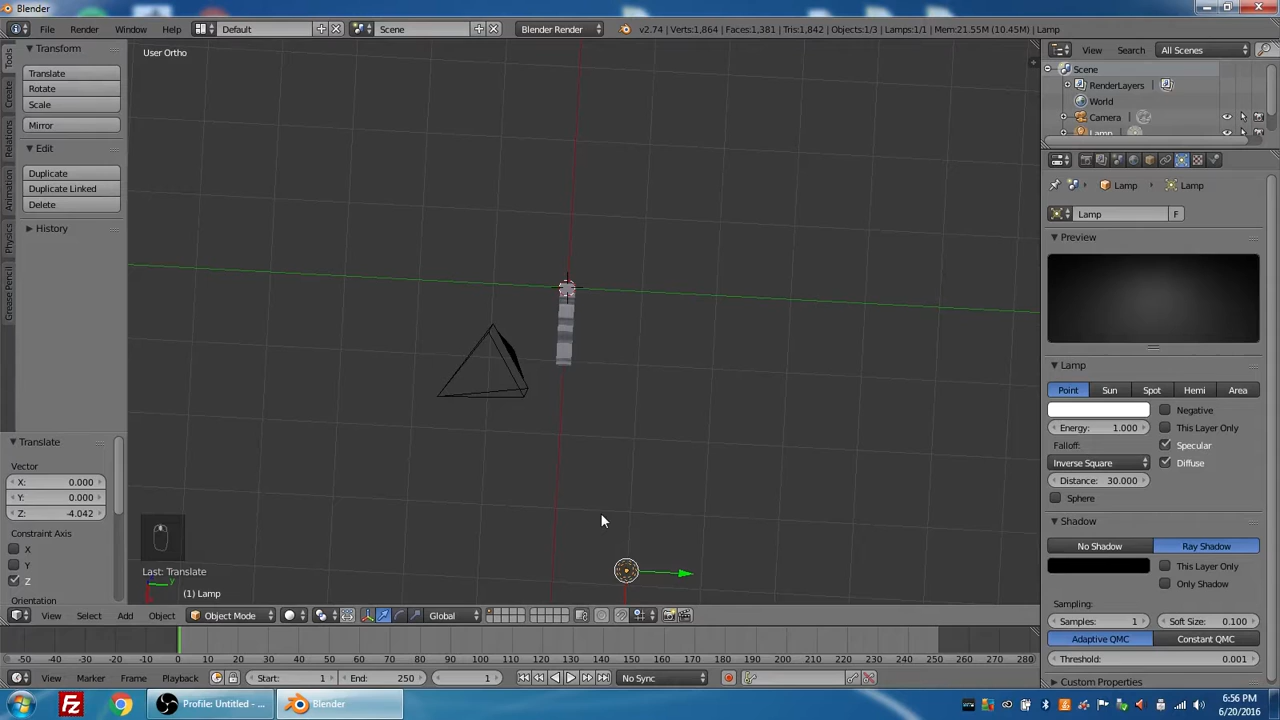 Blender
File Render Window Help Default Scene Blender Render v2.74 | Verts:1,864 | Faces:1,381 | Tris:1,842 | Objects:1/3 | Lamps:1/1 | Mem:21.55M (10.45M) | Lamp
View Search All Scenes
Tools
Create
Relations
Animation
Physics
Grease Pencil
Transform
Translate
Rotate
Scale
Mirror
Edit
Duplicate
Duplicate Linked
Delete
History
Translate
Vector
X: 0.000
Y: 0.000
Z: -4.042
Constraint Axis
X
Y
Z
Orientation
User Ortho
Last: Translate
y
(1) Lamp
Scene
RenderLayers
World
Camera
Lamp
Lamp Lamp
Lamp F
Preview
Lamp
Point Sun Spot Hemi Area
Negative
Energy: 1.000 This Layer Only
Falloff: Specular
Inverse Square Diffuse
Distance: 30.000
Sphere
Shadow
No Shadow Ray Shadow
This Layer Only
Only Shadow
Sampling:
Samples: 1 Soft Size: 0.100
Adaptive QMC Constant QMC
Threshold: 0.001
Custom Properties
View Select Add Object Object Mode Global
-50 -40 -30 -20 -10 0 10 20 30 40 50 60 70 80 90 100 110 120 130 140 150 160 170 180 190 200 210 220 230 240 250 260 270 280
View Marker Frame Playback Start: 1 End: 250 1 No Sync
Profile: Untitled - ... Blender
6:56 PM
6/20/2016